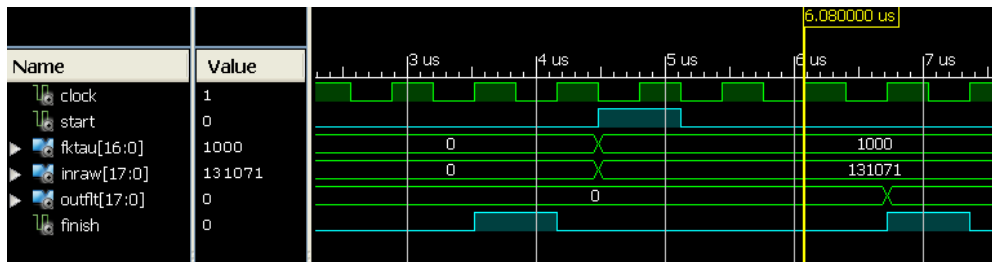 6.080000 us
Name Value 3 us 4 us 5 us 6 us 7 us
clock 1
start 0
fktau[16:0] 1000 0 1000
inraw[17:0] 131071 0 131071
outflt[17:0] 0 0
finish 0